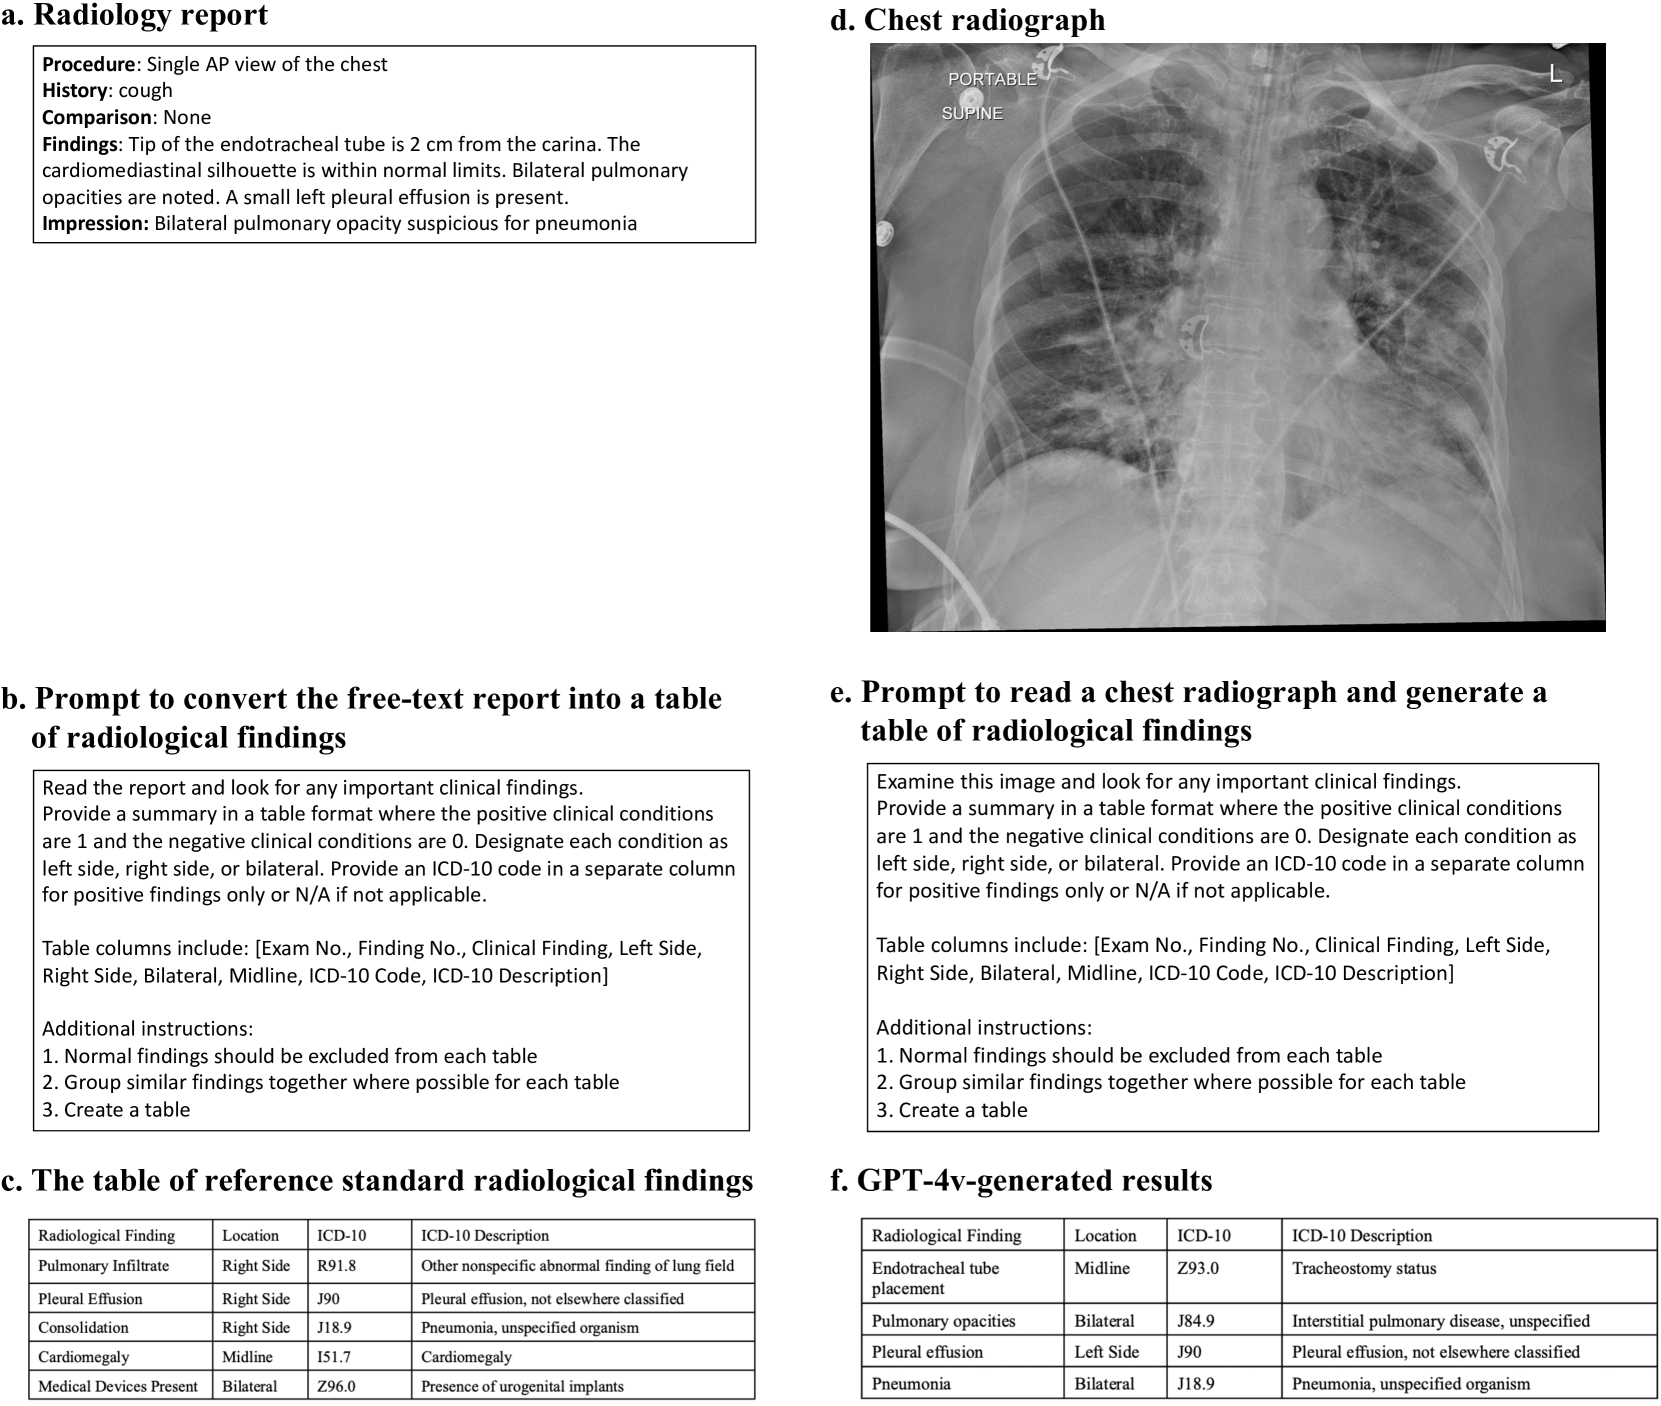 a. Radiology report
Procedure: Single AP view of the chest
History: cough
Comparison: None
Findings: Tip of the endotracheal tube is 2 cm from the carina. The
cardiomediastinal silhouette is within normal limits. Bilateral pulmonary
opacities are noted. A small left pleural effusion is present.
Impression: Bilateral pulmonary opacity suspicious for pneumonia
b. Prompt to convert the free-text report into a table
of radiological findings
Read the report and look for any important clinical findings.
Provide a summary in a table format where the positive clinical conditions
are 1 and the negative clinical conditions are 0. Designate each condition as
left side, right side, or bilateral. Provide an ICD-10 code in a separate column
for positive findings only or N/A if not applicable.
Table columns include: [Exam No., Finding No., Clinical Finding, Left Side,
Right Side, Bilateral, Midline, ICD-10 Code, ICD-10 Description]
Additional instructions:
1. Normal findings should be excluded from each table
2. Group similar findings together where possible for each table
3. Create a table
c. The table of reference standard radiological findings
Radiological Finding Location ICD-10 ICD-10 Description
Pulmonary Infiltrate Right Side R91.8 Other nonspecific abnormal finding of lung field
Pleural Effusion Right Side J90 Pleural effusion, not elsewhere classified
Consolidation Right Side J18.9 Pneumonia, unspecified organism
Cardiomegaly Midline I51.7 Cardiomegaly
Medical Devices Present Bilateral Z96.0 Presence of urogenital implants
d. Chest radiograph
PORTABLE
SUPINE
L
e. Prompt to read a chest radiograph and generate a
table of radiological findings
Examine this image and look for any important clinical findings.
Provide a summary in a table format where the positive clinical conditions
are 1 and the negative clinical conditions are 0. Designate each condition as
left side, right side, or bilateral. Provide an ICD-10 code in a separate column
for positive findings only or N/A if not applicable.
Table columns include: [Exam No., Finding No., Clinical Finding, Left Side,
Right Side, Bilateral, Midline, ICD-10 Code, ICD-10 Description]
Additional instructions:
1. Normal findings should be excluded from each table
2. Group similar findings together where possible for each table
3. Create a table
f. GPT-4v-generated results
Radiological Finding Location ICD-10 ICD-10 Description
Endotracheal tube Midline Z93.0 Tracheostomy status
placement
Pulmonary opacities Bilateral J84.9 Interstitial pulmonary disease, unspecified
Pleural effusion Left Side J90 Pleural effusion, not elsewhere classified
Pneumonia Bilateral J18.9 Pneumonia, unspecified organism